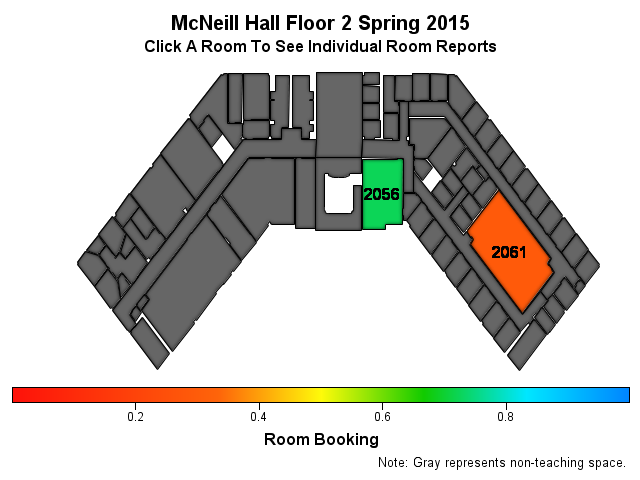 McNeill Hall Floor 2 Spring 2015
Click A Room To See Individual Room Reports
2056
2061
0.2 0.4 0.6 0.8
Room Booking
Note: Gray represents non-teaching space.